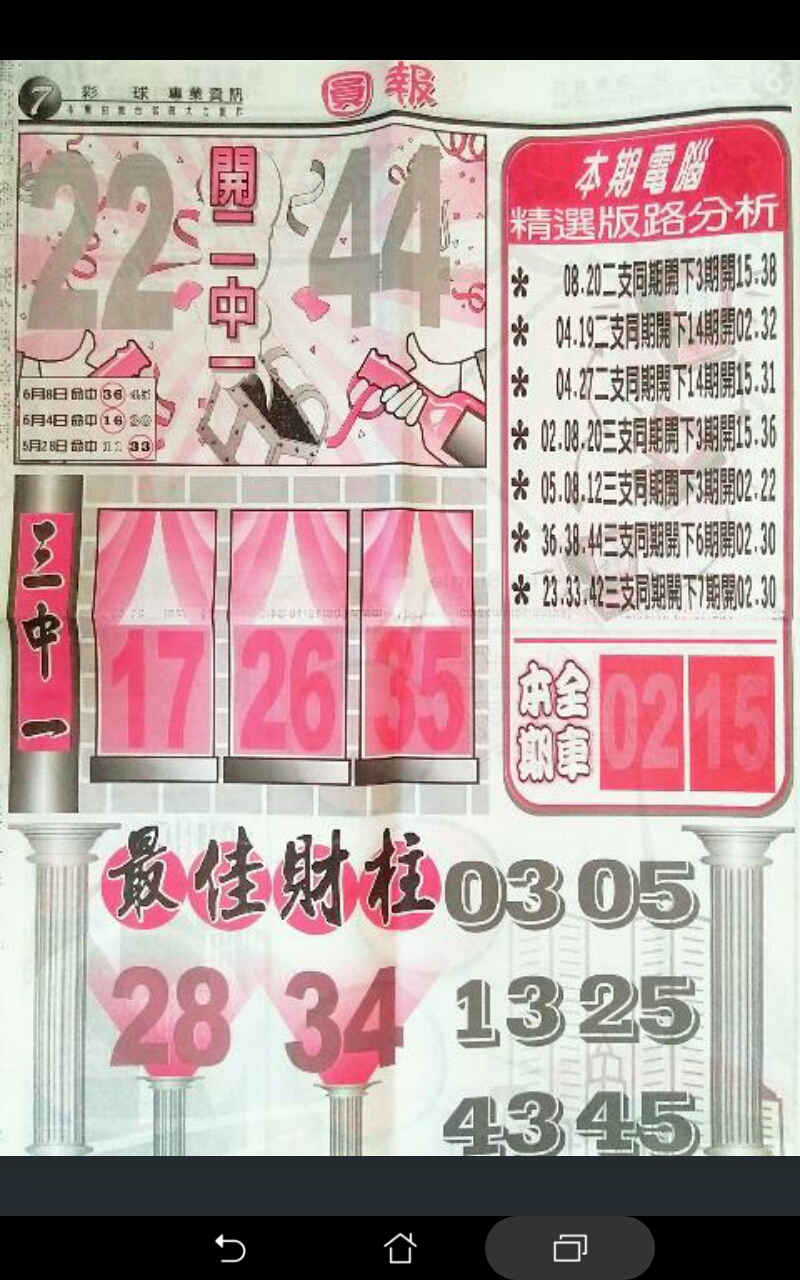 7
彩 球 專業資訊
圓報
22
開
二
中
一
44
6月8日 命中 36
6月4日 命中 16
5月28日 命中 33
三
中
一
17
26
35
本期電腦
精選版路分析
* 08.20二支同期開下3期開15.38
* 04.19二支同期開下14期開02.32
* 04.27二支同期開下14期開15.31
* 02.08.20三支同期開下3期開15.36
* 05.08.12三支同期開下3期開02.22
* 36.38.44三支同期開下6期開02.30
* 23.33.42三支同期開下7期開02.30
本期
全車
02 15
最佳財柱
28 34
03 05
13 25
43 45